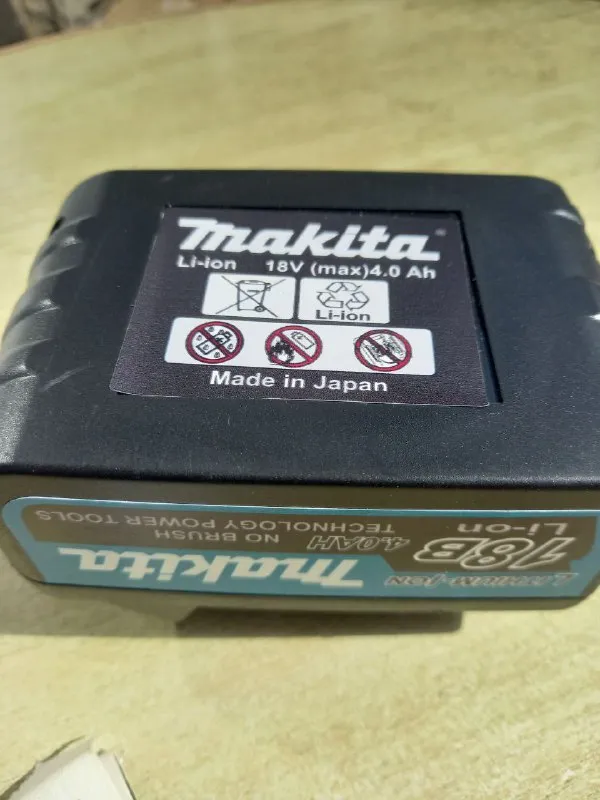 makita®
Li-ion 18V (max)4.0 Ah
Li-ion
Made in Japan
makita
LITHIUM-ION
NO BRUSH
TECHNOLOGY POWER TOOLS
4.0AH
18B
Li-on